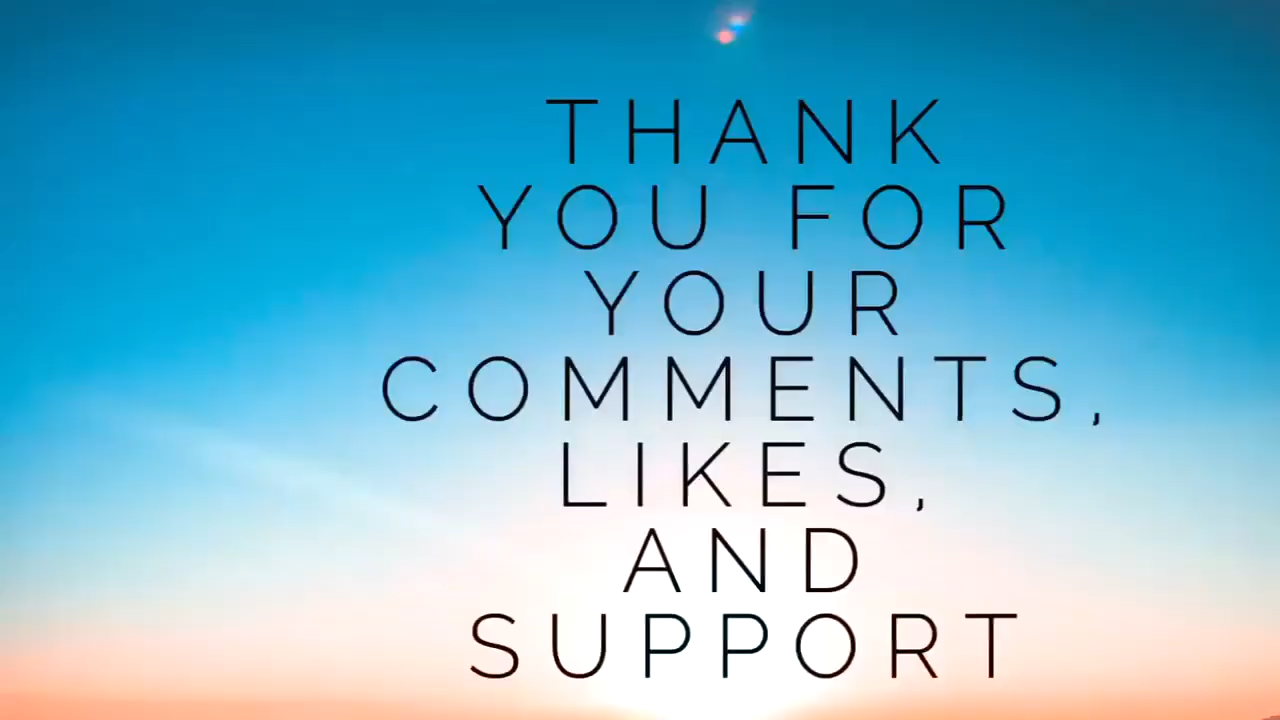 THANK
YOU FOR
YOUR
COMMENTS,
LIKES,
AND
SUPPORT